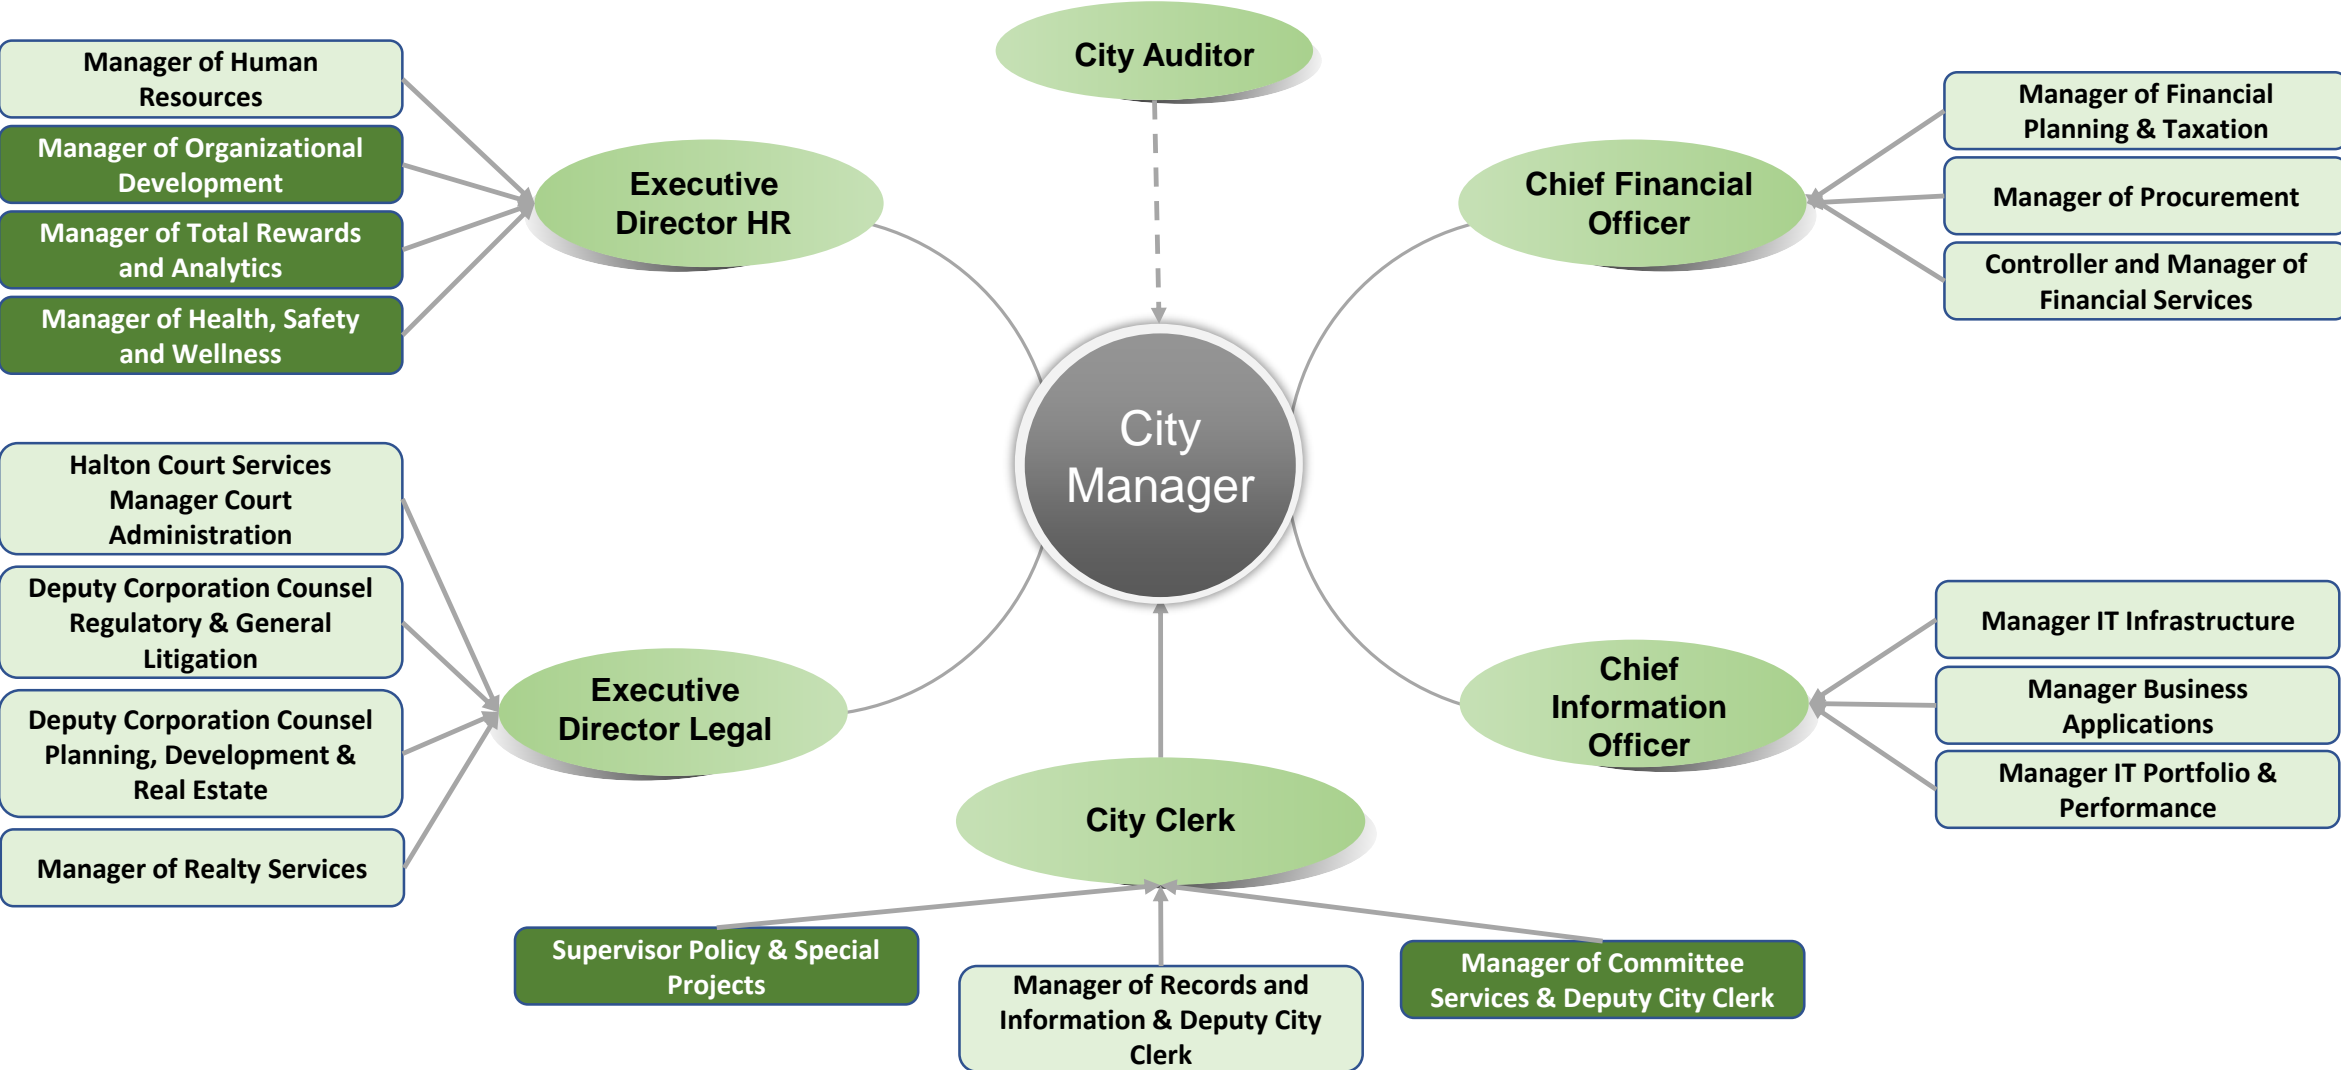 City Auditor
Manager of Human
Resources
Manager of Organizational
Development
Manager of Total Rewards
and Analytics
Manager of Health, Safety
and Wellness
Executive
Director HR
Chief Financial
Officer
Manager of Financial
Planning & Taxation
Manager of Procurement
Controller and Manager of
Financial Services
City
Manager
Halton Court Services
Manager Court
Administration
Deputy Corporation Counsel
Regulatory & General
Litigation
Deputy Corporation Counsel
Planning, Development &
Real Estate
Manager of Realty Services
Executive
Director Legal
Chief
Information
Officer
Manager IT Infrastructure
Manager Business
Applications
Manager IT Portfolio &
Performance
City Clerk
Supervisor Policy & Special
Projects
Manager of Records and
Information & Deputy City
Clerk
Manager of Committee
Services & Deputy City Clerk